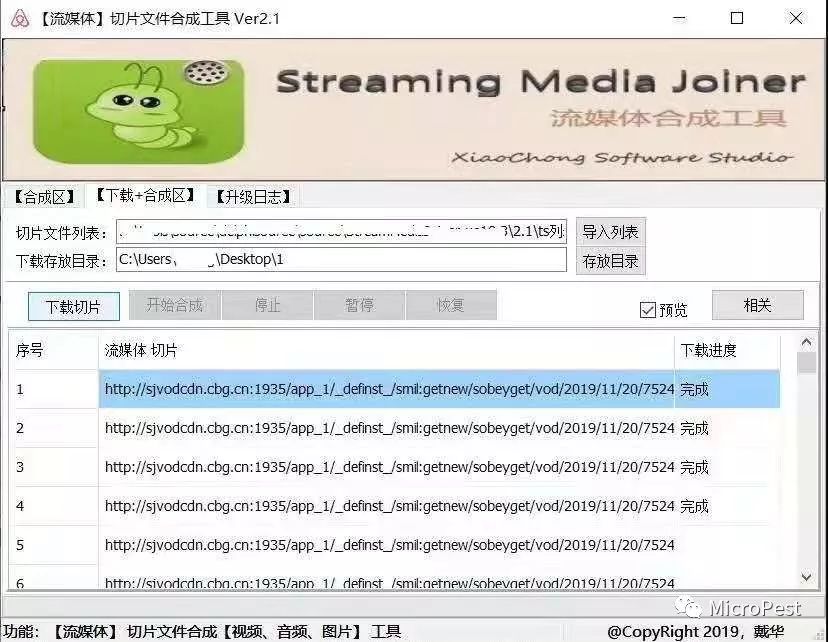 【流媒体】切片文件合成工具 Ver2.1
Streaming Media Joiner
流媒体合成工具
XiaoChong Software Studio
【合成区】 【下载+合成区】 【升级日志】
切片文件列表： \2.1\ts列 导入列表
下载存放目录： C:\Users \Desktop\1 存放目录
下载切片 开始合成 停止 暂停 恢复 预览 相关
序号 流媒体 切片 下载进度
1 http://sjvodcdn.cbg.cn:1935/app_1/_definst_/smil:getnew/sobeyget/vod/2019/11/20/7524 完成
2 http://sjvodcdn.cbg.cn:1935/app_1/_definst_/smil:getnew/sobeyget/vod/2019/11/20/7524 完成
3 http://sjvodcdn.cbg.cn:1935/app_1/_definst_/smil:getnew/sobeyget/vod/2019/11/20/7524 完成
4 http://sjvodcdn.cbg.cn:1935/app_1/_definst_/smil:getnew/sobeyget/vod/2019/11/20/7524 完成
5 http://sjvodcdn.cbg.cn:1935/app_1/_definst_/smil:getnew/sobeyget/vod/2019/11/20/7524
6 http://sjvodcdn.cbg.cn:1935/app_1/_definst_/smil:getnew/sobeyget/vod/2019/11/20/7524
MicroPest
功能: 【流媒体】 切片文件合成【视频、音频、图片】 工具 @CopyRight 2019，戴华